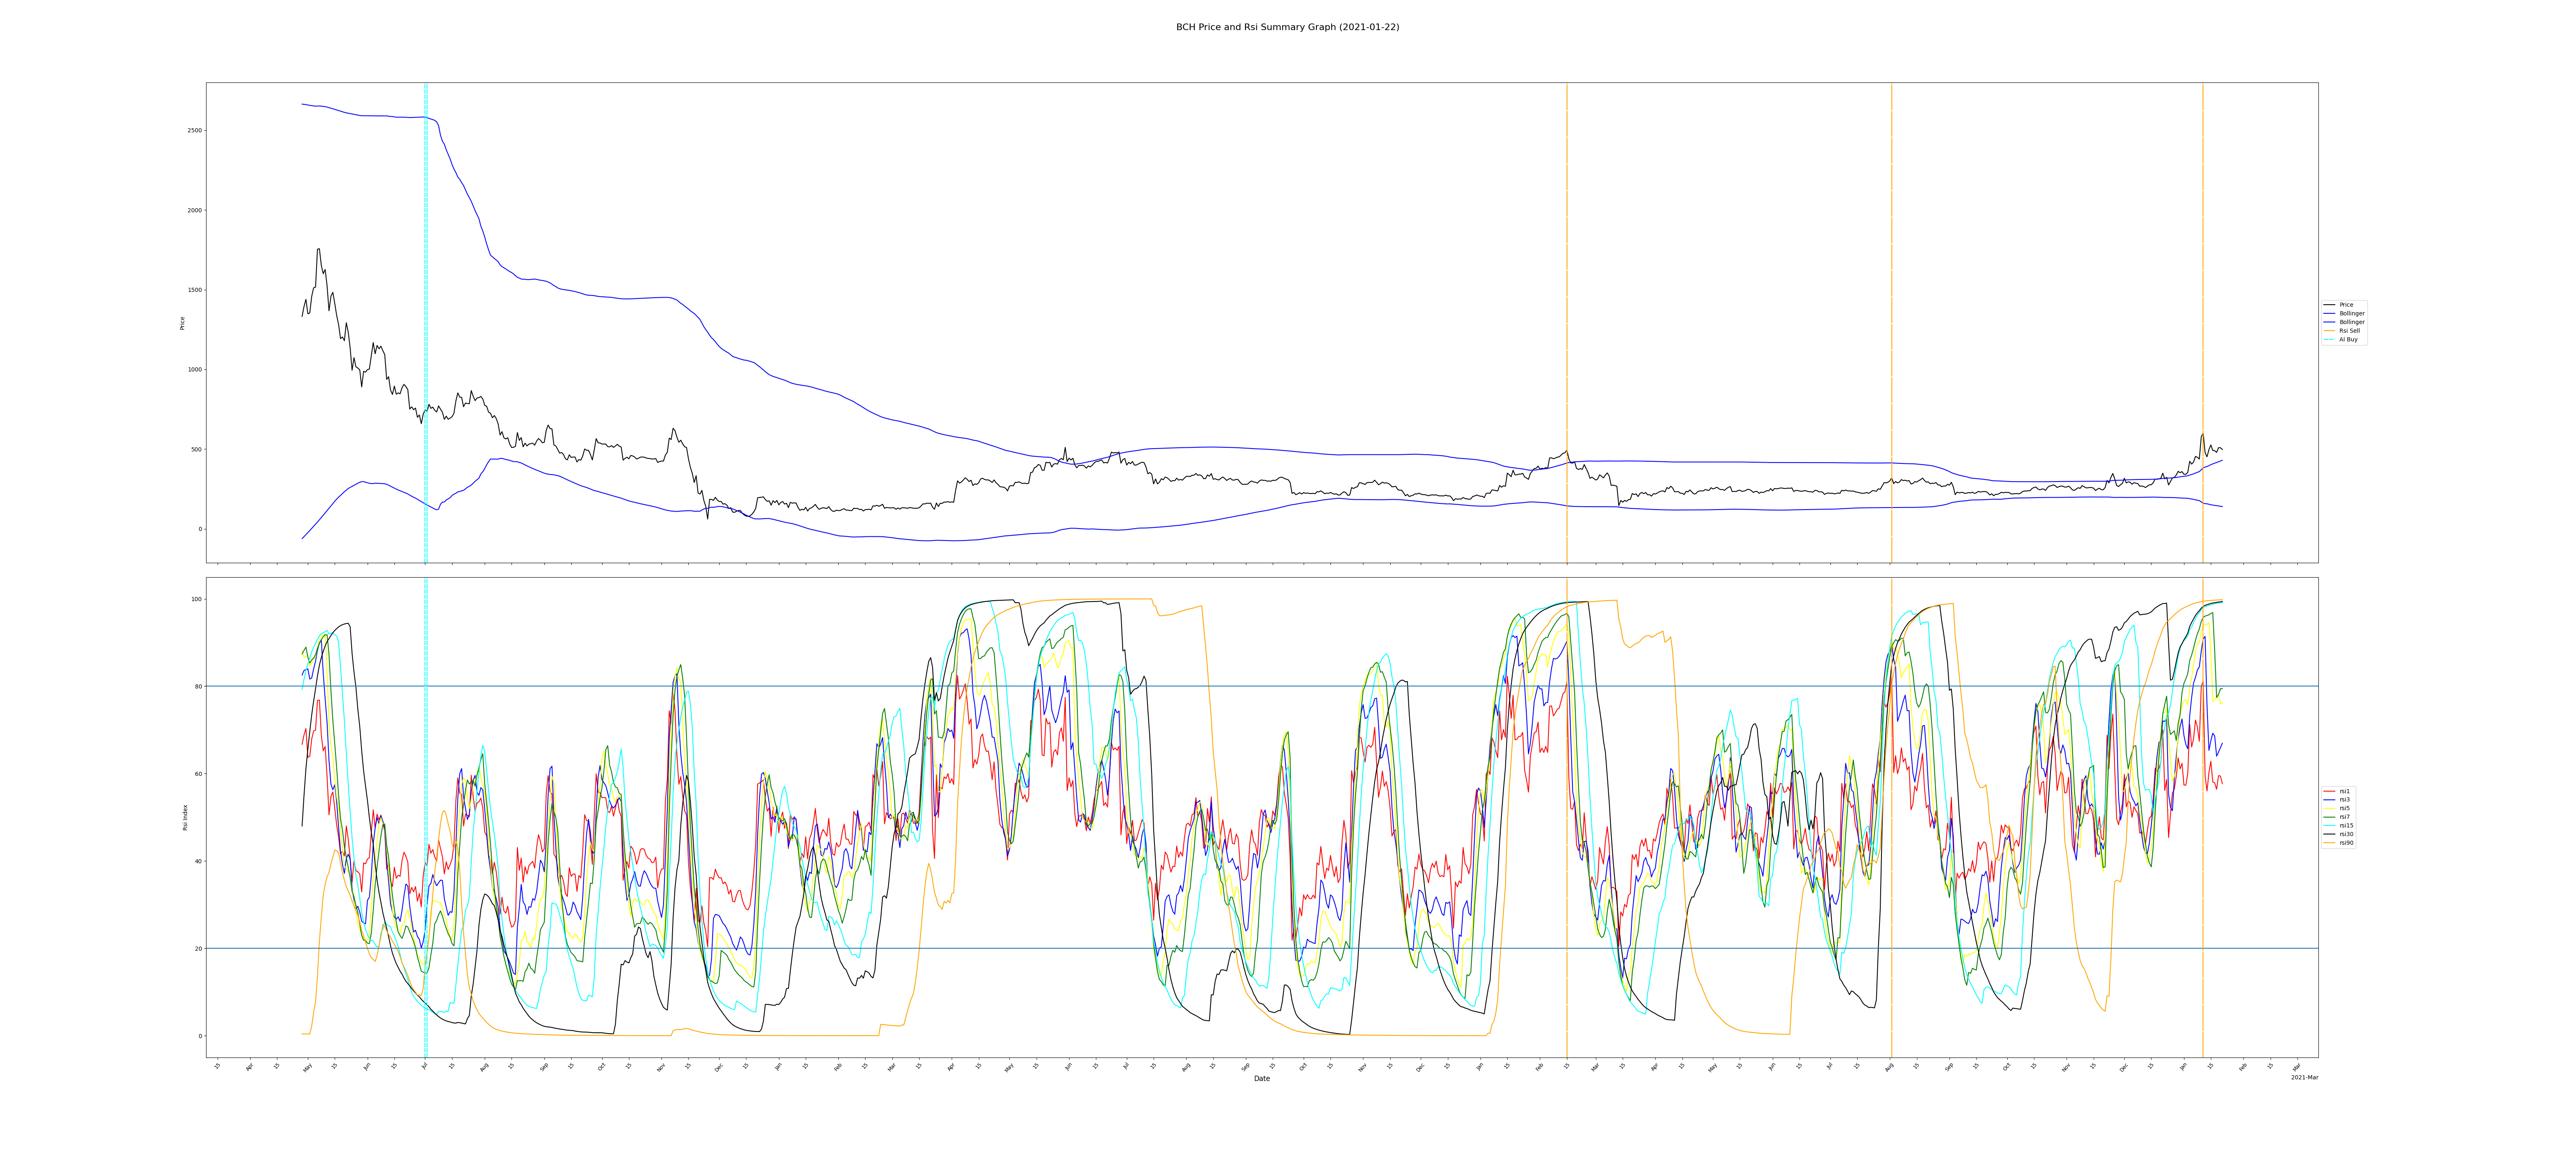 BCH Price and Rsi Summary Graph (2021-01-22)
2500
2000
1500
1000
500
0
Price
Price
Bollinger
Bollinger
Rsi Sell
AI Buy
100
80
60
40
20
0
Rsi Index
rsi1
rsi3
rsi5
rsi7
rsi15
rsi30
rsi90
15 Apr 15 May 15 Jun 15 Jul 15 Aug 15 Sep 15 Oct 15 Nov 15 Dec 15 Jan 15 Feb 15 Mar 15 Apr 15 May 15 Jun 15 Jul 15 Aug 15 Sep 15 Oct 15 Nov 15 Dec 15 Jan 15 Feb 15 Mar 15 Apr 15 May 15 Jun 15 Jul 15 Aug 15 Sep 15 Oct 15 Nov 15 Dec 15 Jan 15 Feb 15 Mar
Date
2021-Mar